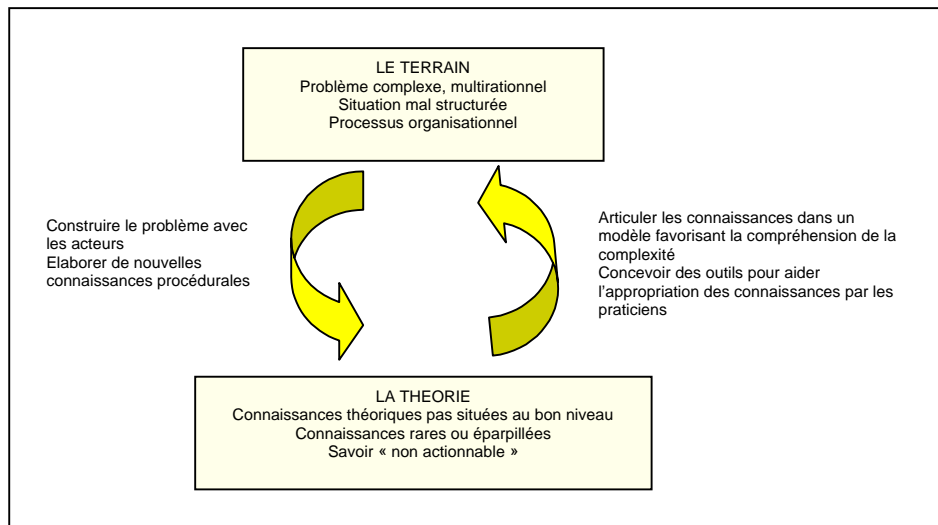 LE TERRAIN
Problème complexe, multirationnel
Situation mal structurée
Processus organisationnel
Construire le problème avec
les acteurs
Elaborer de nouvelles
connaissances procédurales
Articuler les connaissances dans un
modèle favorisant la compréhension de la
complexité
Concevoir des outils pour aider
l’appropriation des connaissances par les
praticiens
LA THEORIE
Connaissances théoriques pas situées au bon niveau
Connaissances rares ou éparpillées
Savoir « non actionnable »